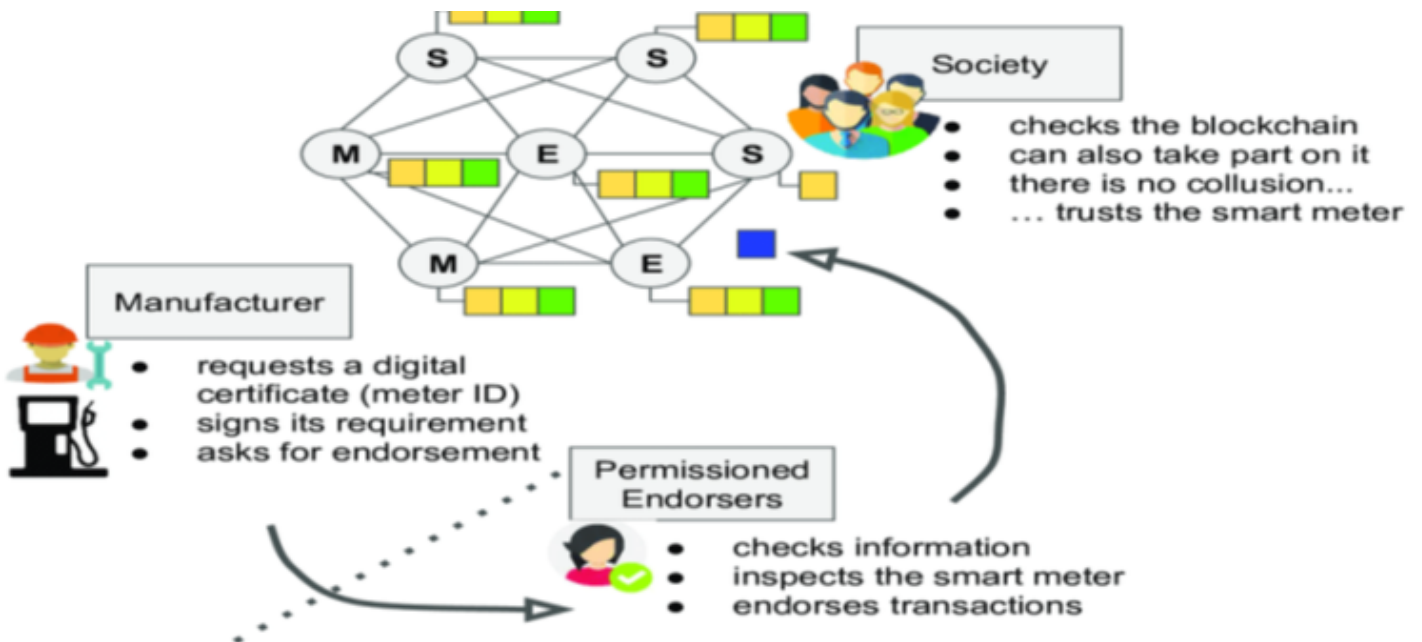 S
S
M
E
S
M
E
Society
checks the blockchain
can also take part on it
there is no collusion...
... trusts the smart meter
Manufacturer
requests a digital
certificate (meter ID)
signs its requirement
asks for endorsement
Permissioned
Endorsers
checks information
inspects the smart meter
endorses transactions